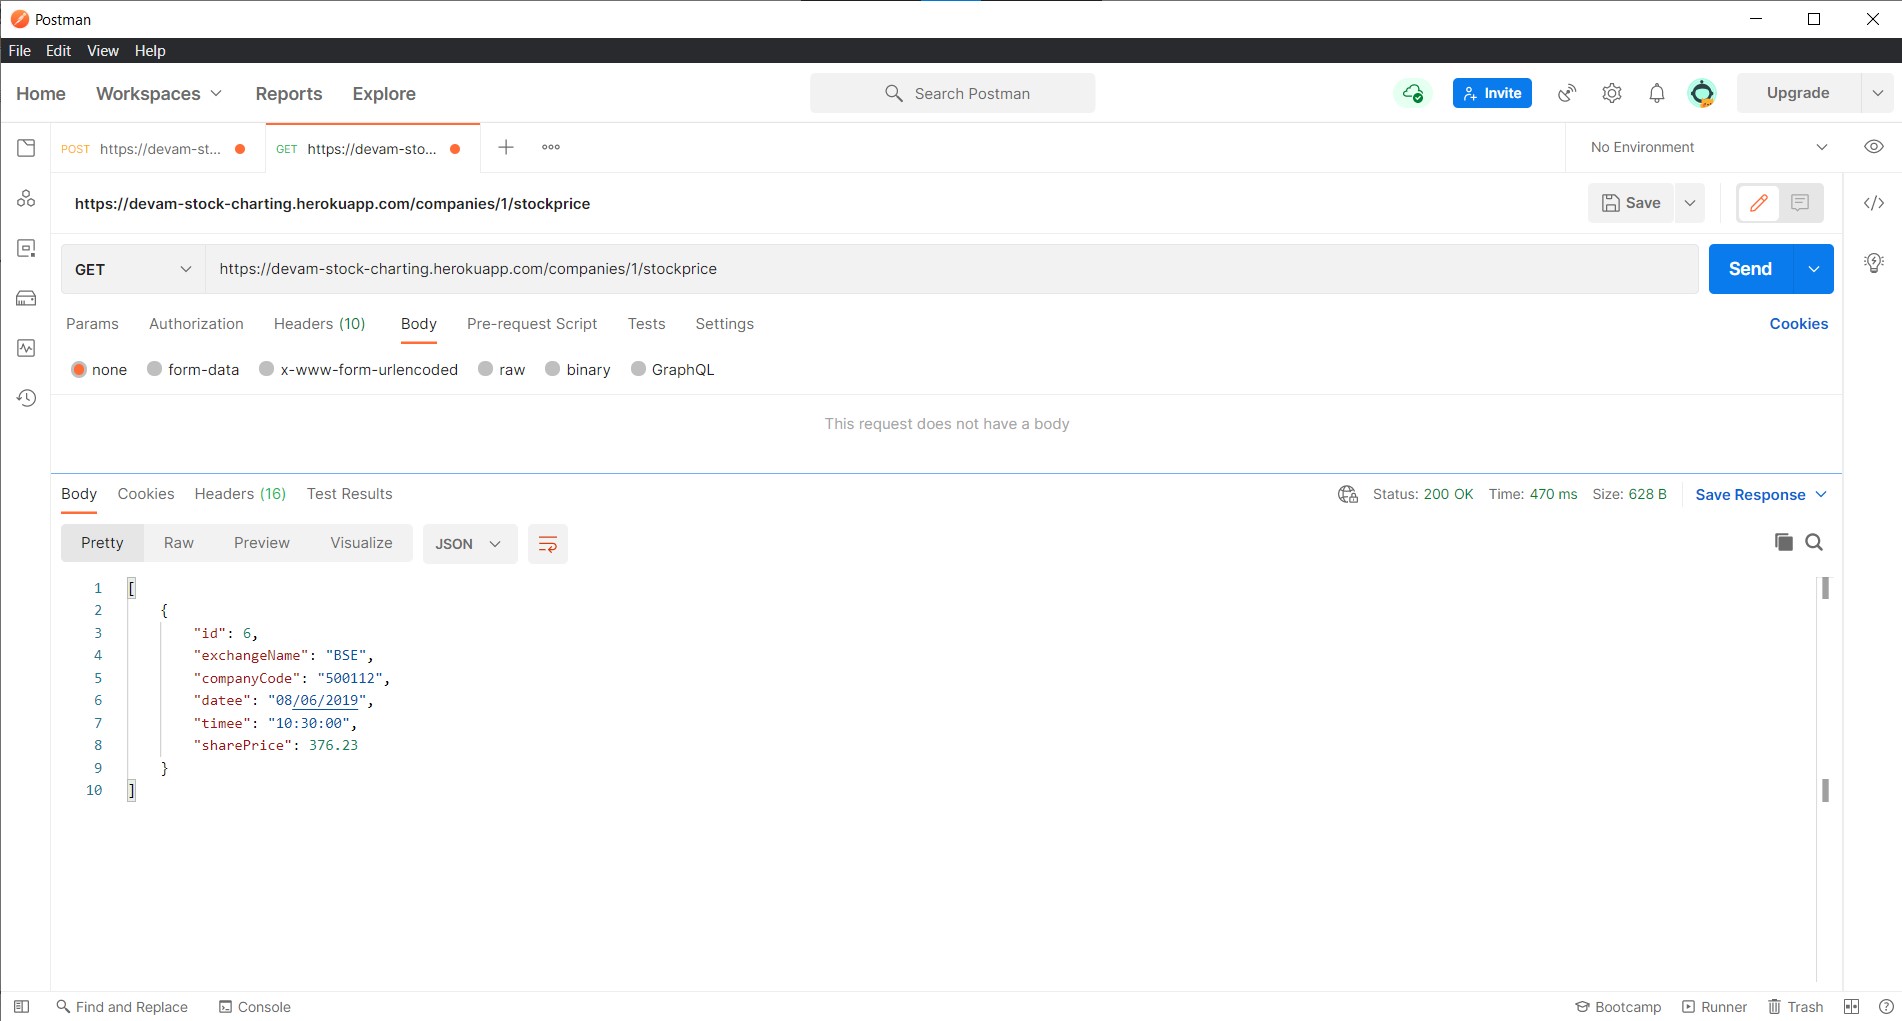 Postman
File Edit View Help
Home Workspaces Reports Explore Search Postman Invite Upgrade
POST https://devam-st... GET https://devam-sto... No Environment
https://devam-stock-charting.herokuapp.com/companies/1/stockprice Save
GET https://devam-stock-charting.herokuapp.com/companies/1/stockprice Send
Params Authorization Headers (10) Body Pre-request Script Tests Settings Cookies
none form-data x-www-form-urlencoded raw binary GraphQL
This request does not have a body
Body Cookies Headers (16) Test Results Status: 200 OK Time: 470 ms Size: 628 B Save Response
Pretty Raw Preview Visualize JSON
1 [
2 {
3 "id": 6,
4 "exchangeName": "BSE",
5 "companyCode": "500112",
6 "datee": "08/06/2019",
7 "timee": "10:30:00",
8 "sharePrice": 376.23
9 }
10 ]
Find and Replace Console Bootcamp Runner Trash